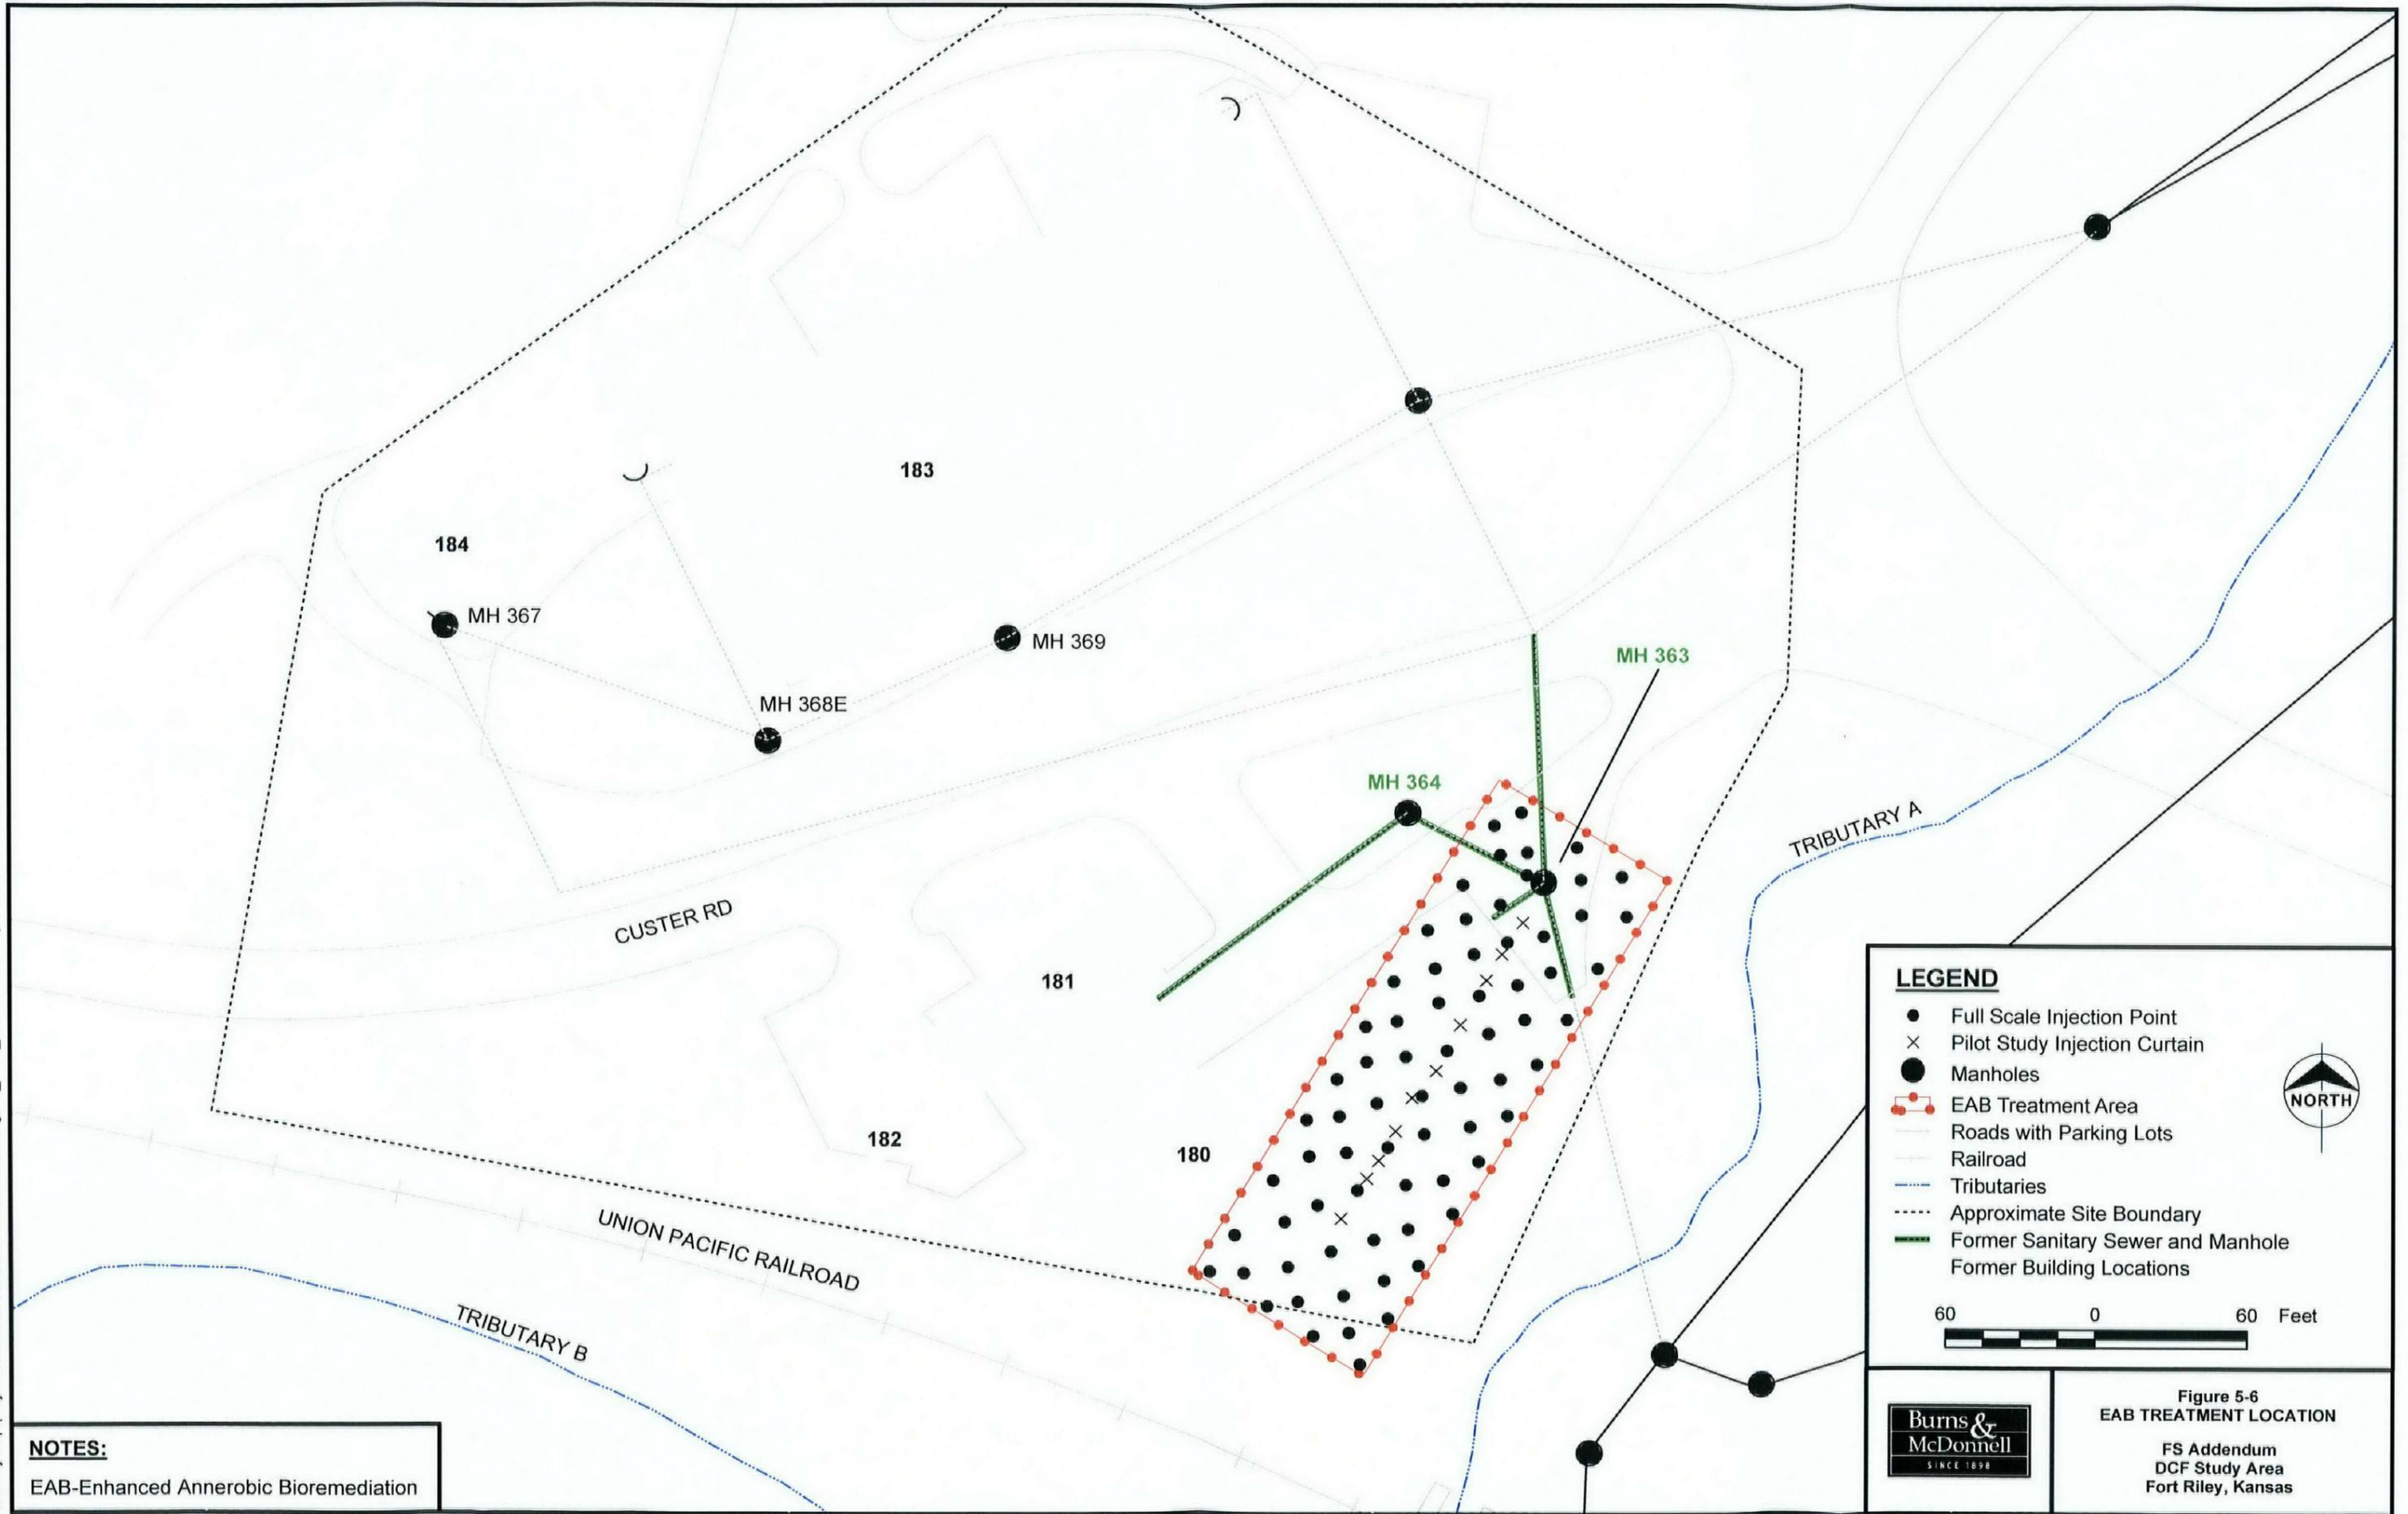 183
184
MH 367
MH 369
MH 363
MH 368E
MH 364
TRIBUTARY A
CUSTER RD
181
182
180
UNION PACIFIC RAILROAD
TRIBUTARY B
LEGEND
Full Scale Injection Point
Pilot Study Injection Curtain
Manholes
EAB Treatment Area
Roads with Parking Lots
Railroad
Tributaries
Approximate Site Boundary
Former Sanitary Sewer and Manhole
Former Building Locations
NORTH
60 0 60 Feet
NOTES:
EAB-Enhanced Annerobic Bioremediation
Burns &
McDonnell
SINCE 1898
Figure 5-6
EAB TREATMENT LOCATION
FS Addendum
DCF Study Area
Fort Riley, Kansas